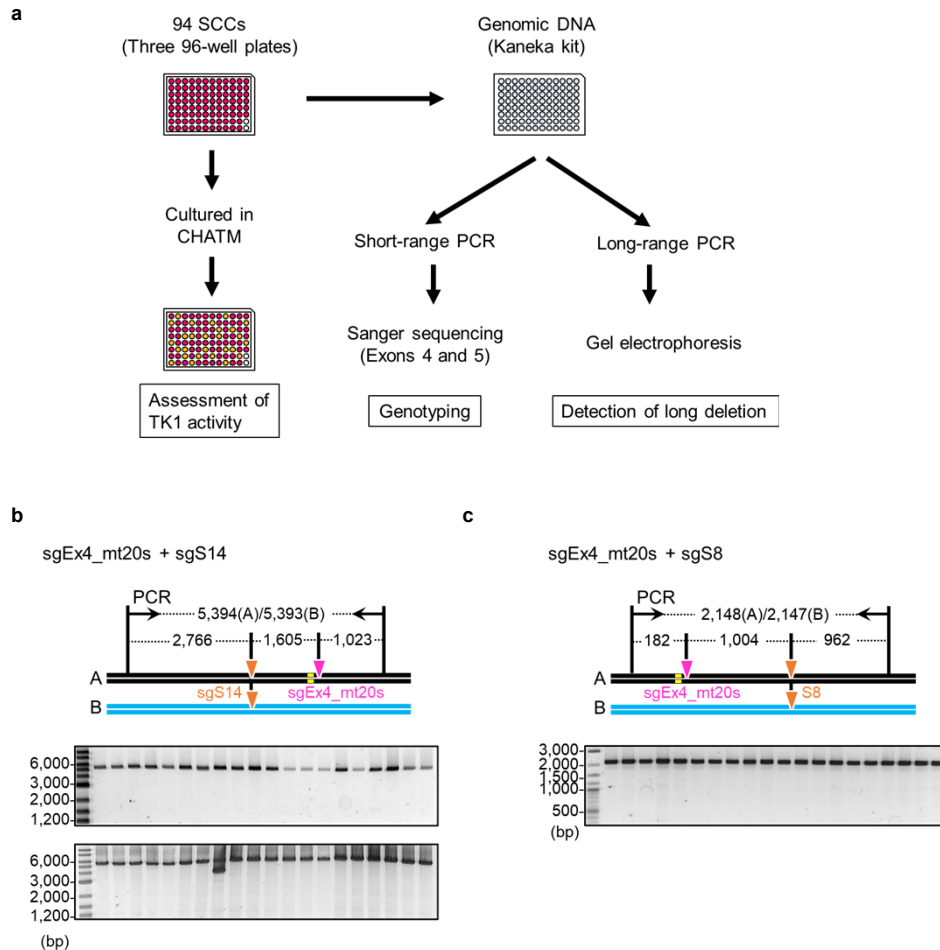 a
94 SCCs
(Three 96-well plates)
Genomic DNA
(Kaneka kit)
Cultured in
CHATM
Short-range PCR
Long-range PCR
Sanger sequencing
(Exons 4 and 5)
Gel electrophoresis
Assessment of
TK1 activity
Genotyping
Detection of long deletion
b
sgEx4_mt20s + sgS14
PCR
5,394(A)/5,393(B)
2,766
1,605
1,023
A
sgS14
sgEx4_mt20s
B
6,000
3,000
2,000
1,200
6,000
3,000
2,000
1,200
(bp)
c
sgEx4_mt20s + sgS8
PCR
2,148(A)/2,147(B)
182
1,004
962
A
sgEx4_mt20s
S8
B
3,000
2,000
1,500
1,000
500
(bp)